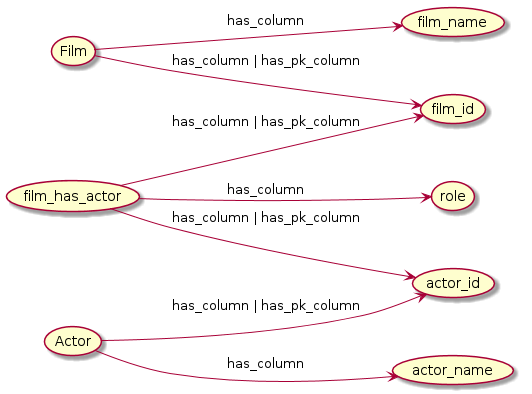 has_column
film_name
Film
has_column | has_pk_column
film_id
has_column | has_pk_column
film_has_actor
has_column
role
has_column | has_pk_column
actor_id
has_column | has_pk_column
Actor
has_column
actor_name